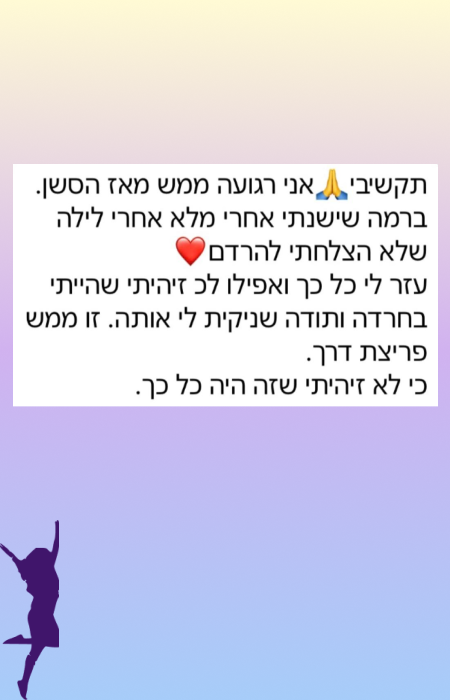 תקשיבי🙏אני רגועה ממש מאז הסשן.
ברמה שישנתי אחרי מלא אחרי לילה
שלא הצלחתי להרדם❤️
עזר לי כל כך ואפילו לכ זיהיתי שהייתי
בחרדה ותודה שניקית לי אותה. זו ממש
פריצת דרך.
כי לא זיהיתי שזה היה כל כך.